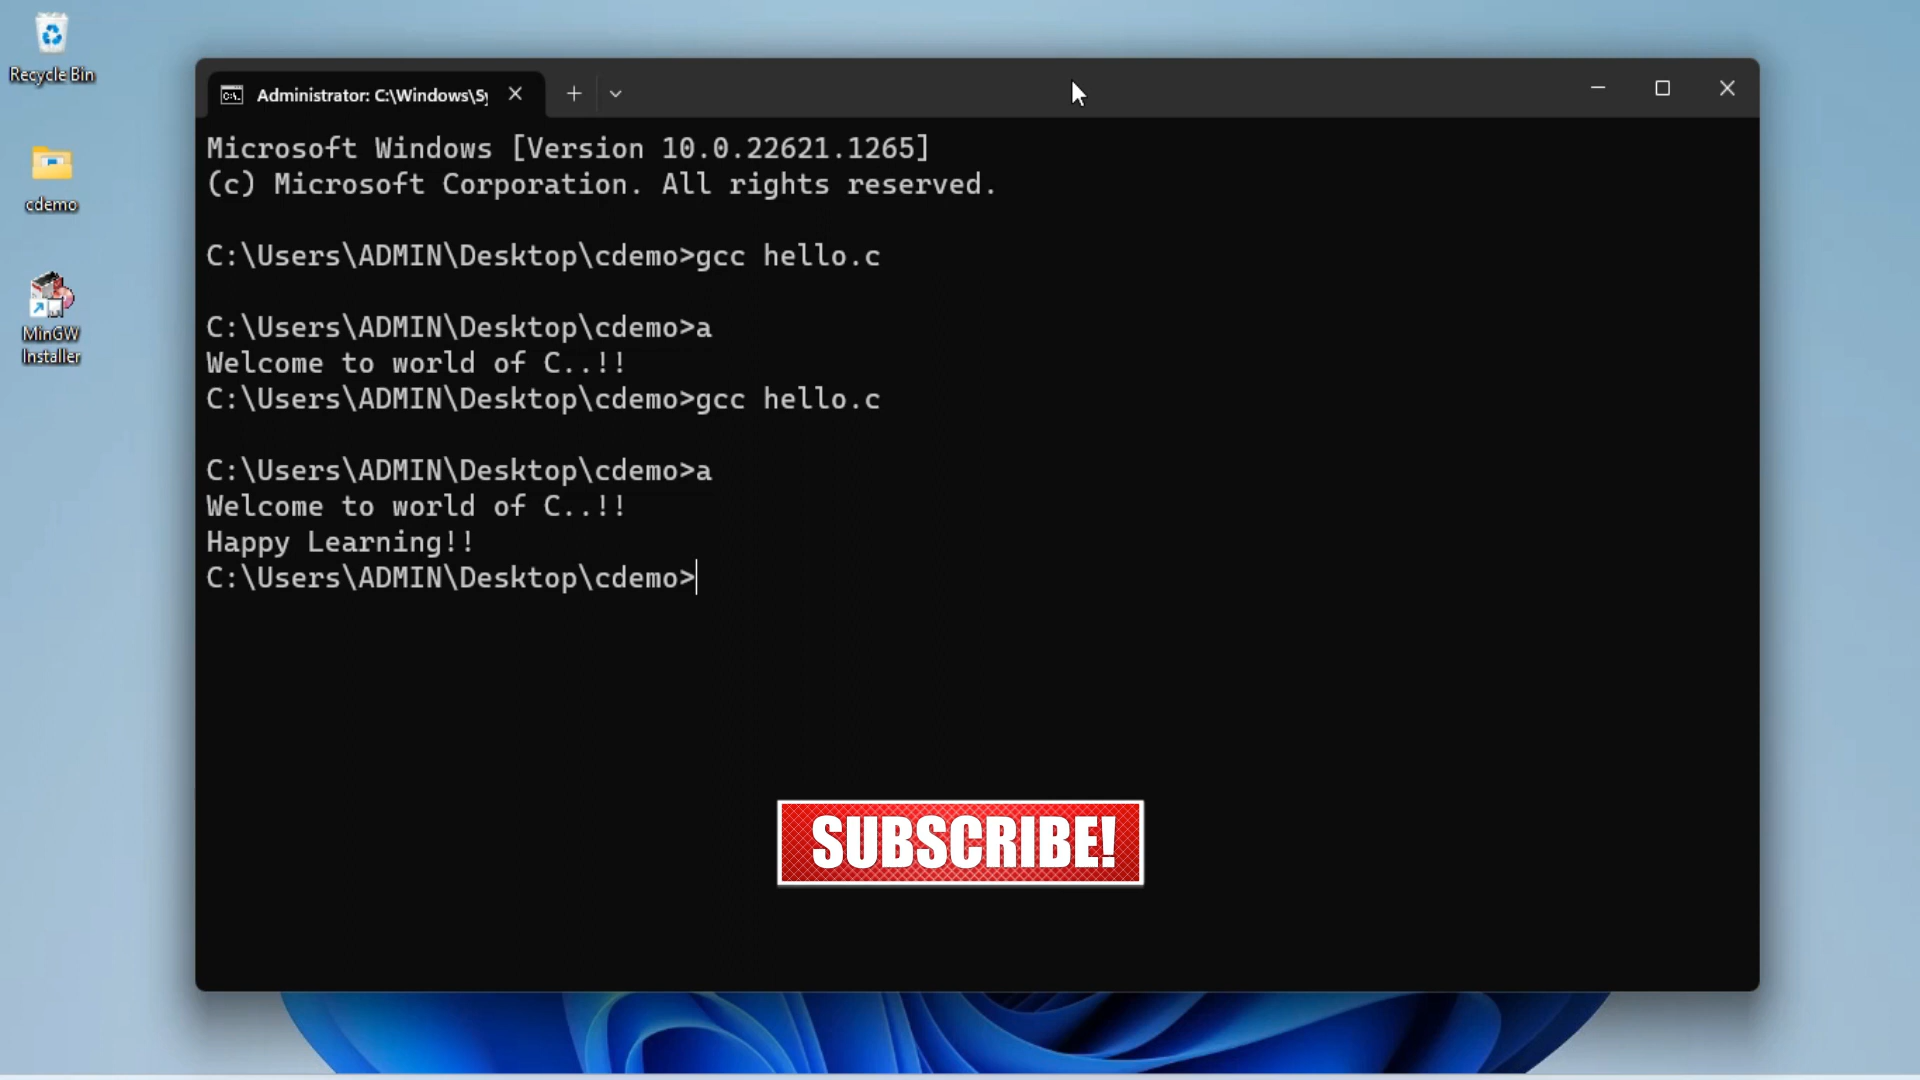 Recycle Bin
cdemo
MinGW
Installer
Administrator: C:\Windows\Sy
Microsoft Windows [Version 10.0.22621.1265]
(c) Microsoft Corporation. All rights reserved.
C:\Users\ADMIN\Desktop\cdemo>gcc hello.c
C:\Users\ADMIN\Desktop\cdemo>a
Welcome to world of C..!!
C:\Users\ADMIN\Desktop\cdemo>gcc hello.c
C:\Users\ADMIN\Desktop\cdemo>a
Welcome to world of C..!!
Happy Learning!!
C:\Users\ADMIN\Desktop\cdemo>
SUBSCRIBE!